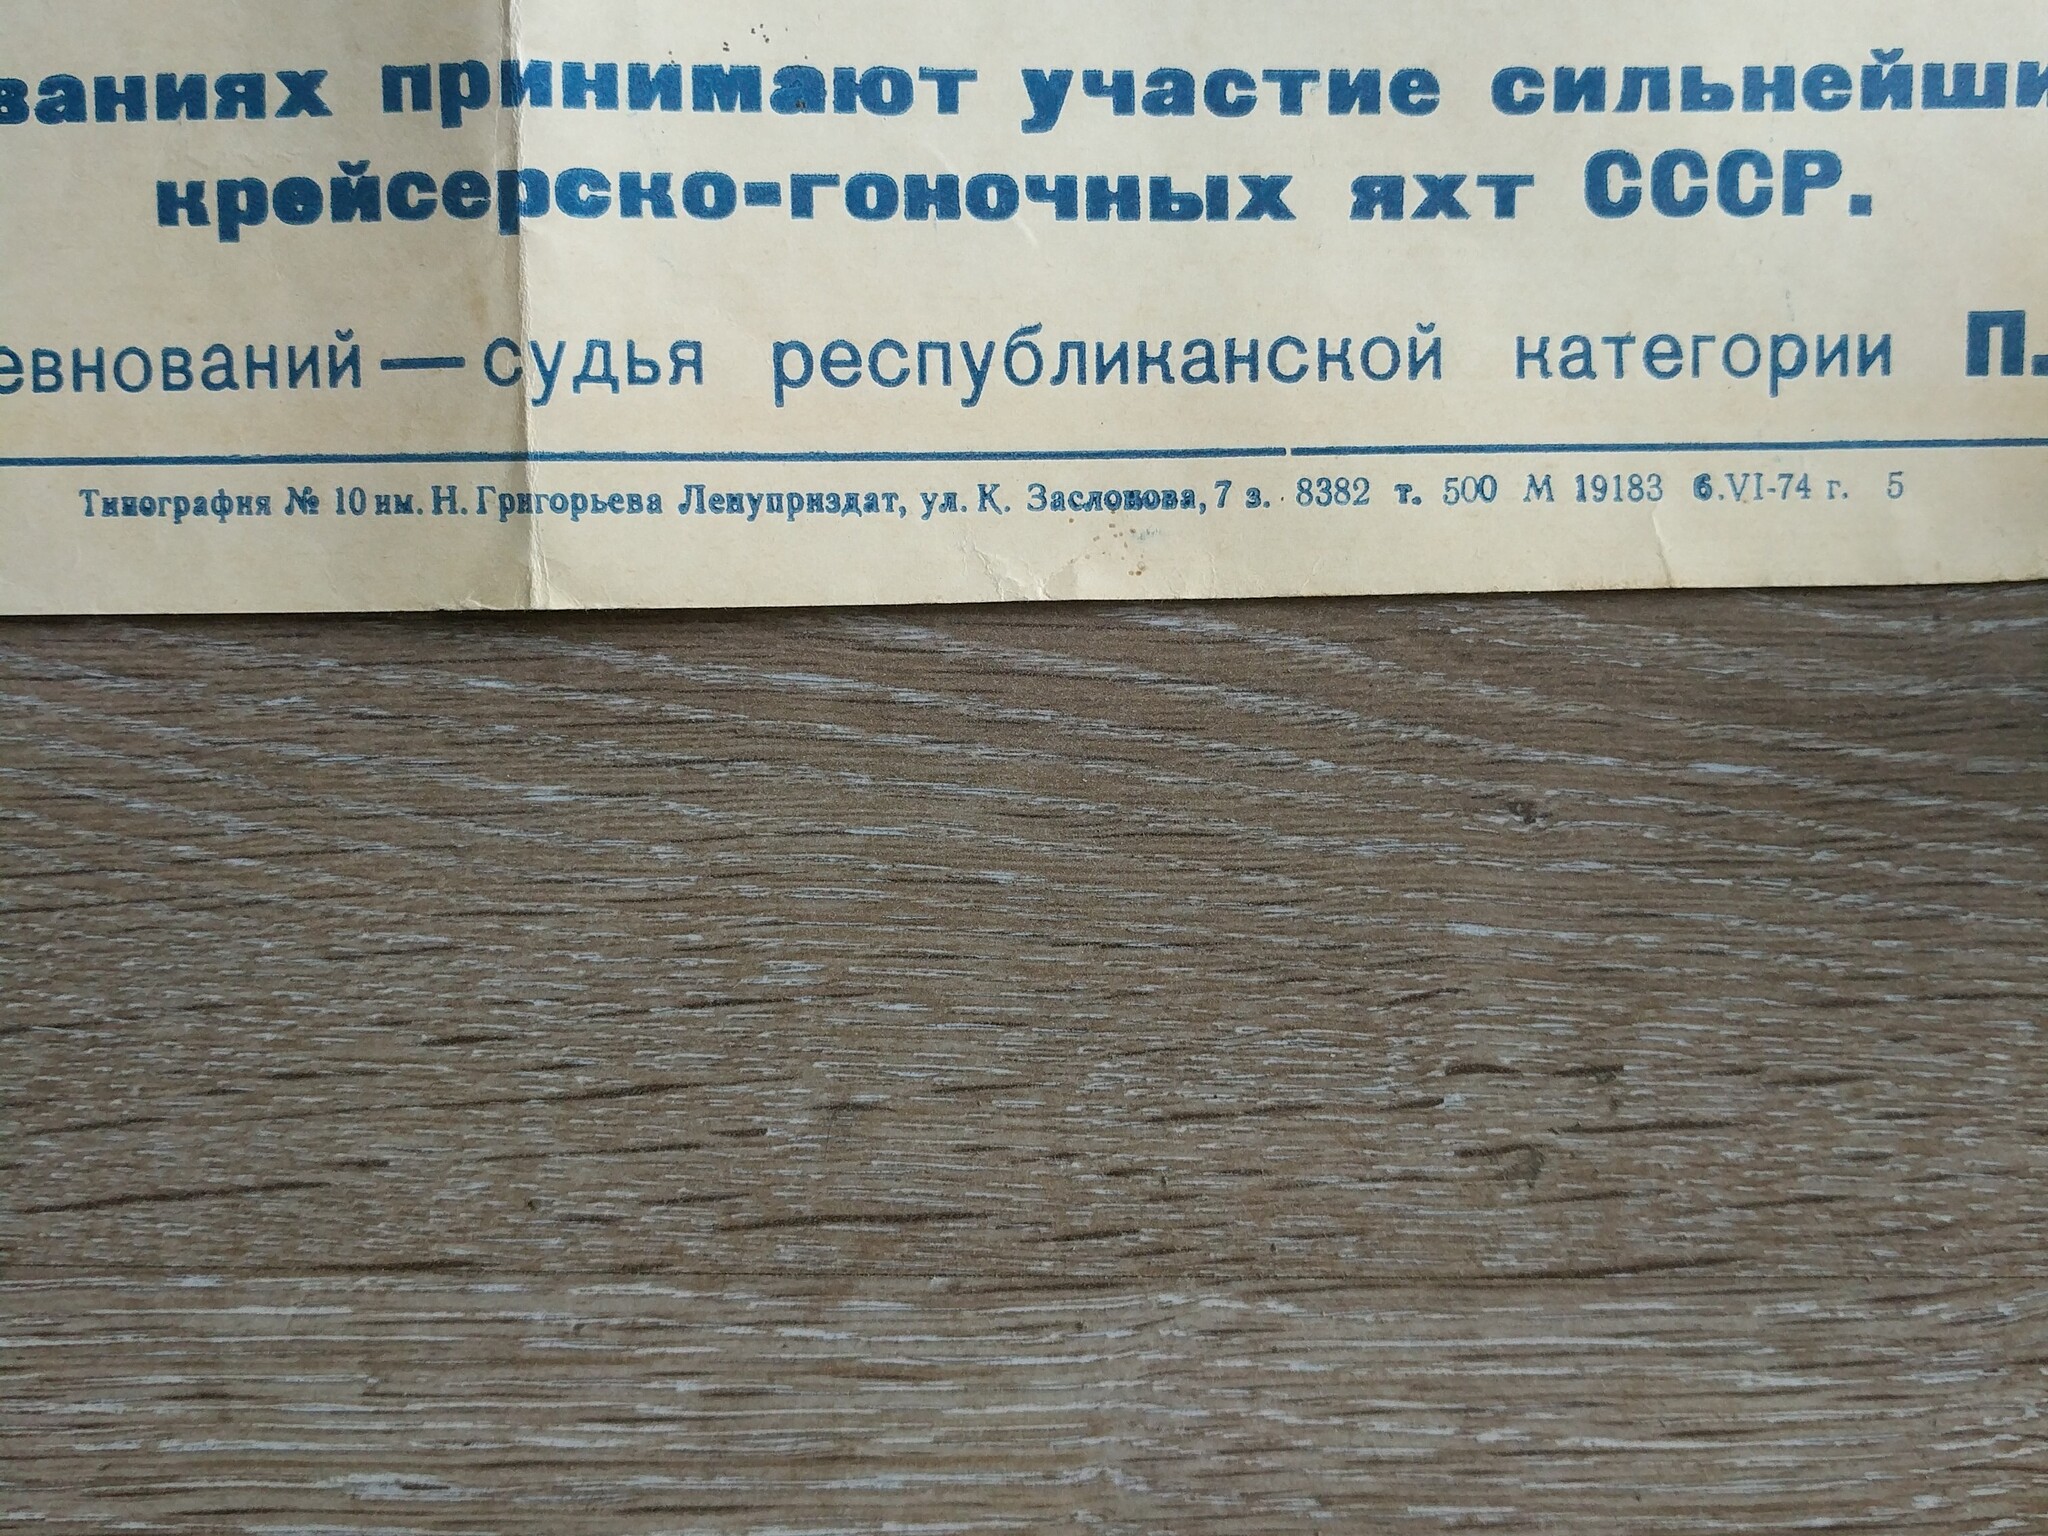 ваниях принимают участие сильнейши
крейсерско-гоночных яхт СССР.
евнований — судья республиканской категории П.
Типография № 10 им. Н. Григорьева Ленуприздат, ул. К. Заслонова, 7 з. 8382 т. 500 М 19183 6.VI-74 г. 5